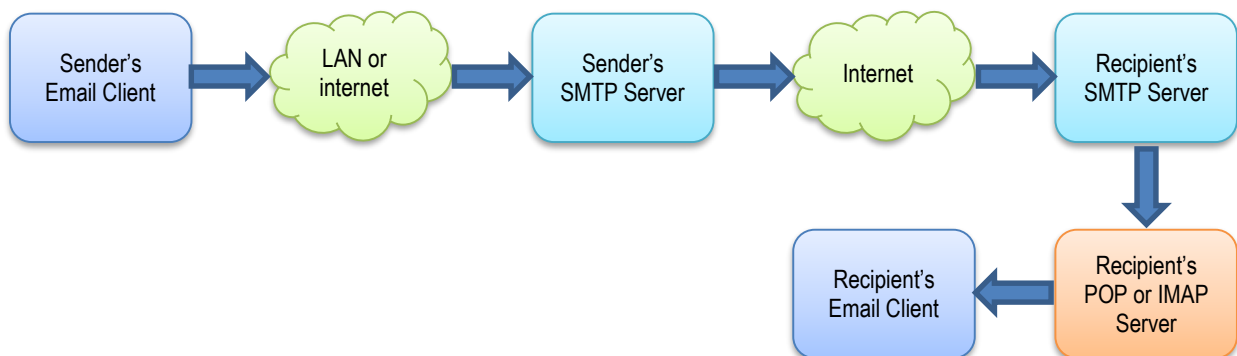 Sender’s
Email Client
LAN or
internet
Sender’s
SMTP Server
Internet
Recipient’s
SMTP Server
Recipient’s
POP or IMAP
Server
Recipient’s
Email Client